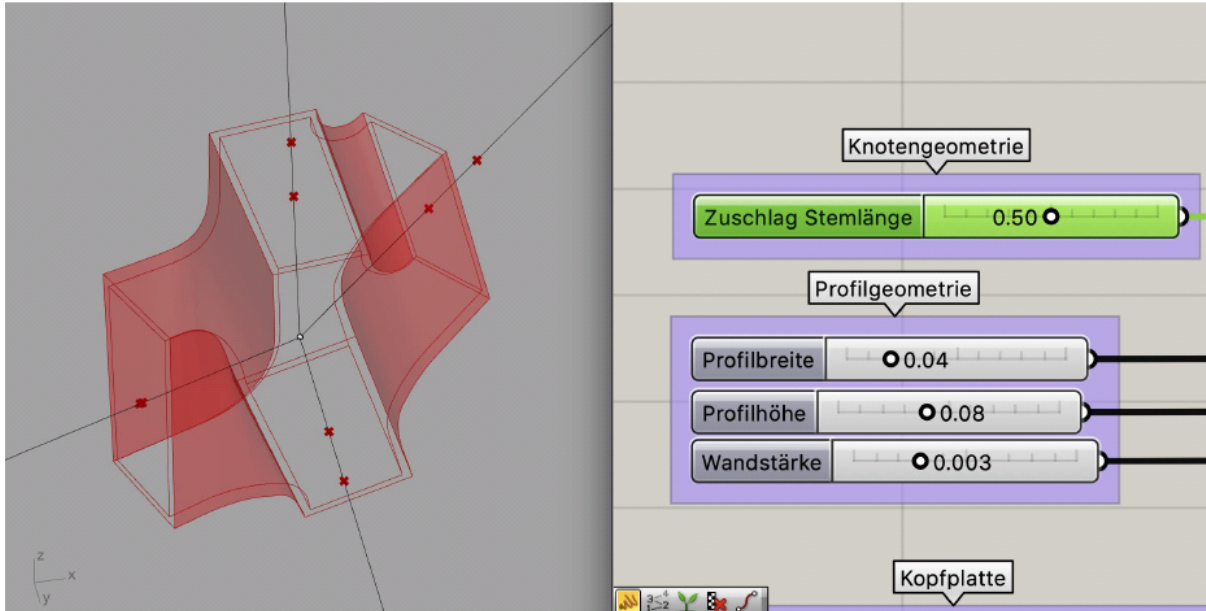 Knotengeometrie
Zuschlag Stemlänge 0.50
Profilgeometrie
Profilbreite 0.04
Profilhöhe 0.08
Wandstärke 0.003
Kopfplatte
z
x
y